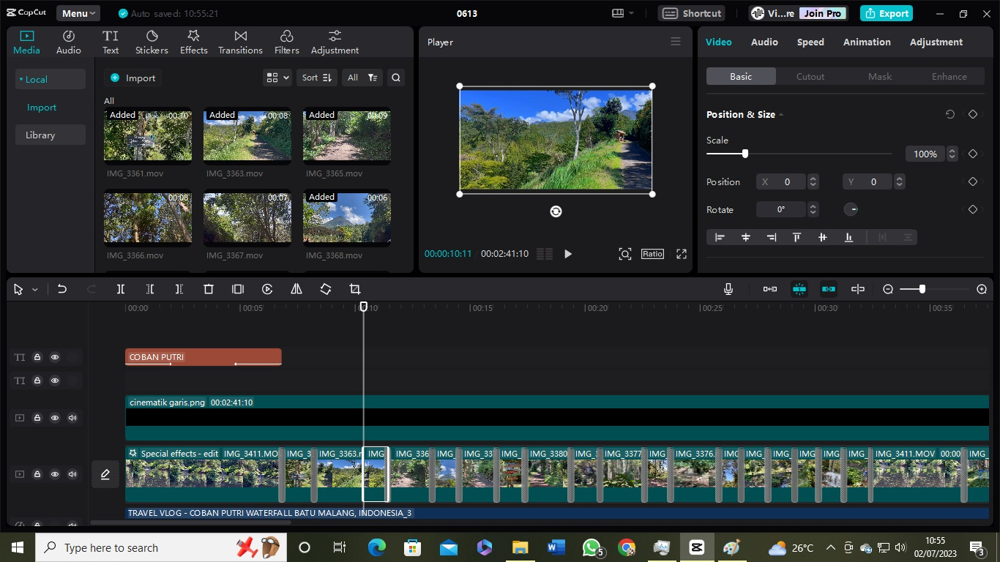 CapCut Menu Auto saved: 10:55:21 0613 Shortcut Vi...re Join Pro Export
Media Audio Text Stickers Effects Transitions Filters Adjustment
Local
Import
Library
Import Sort All
All
Added 00:10 Added 00:08 Added 00:09
IMG_3361.mov IMG_3363.mov IMG_3365.mov
00:08 00:07 Added 00:06
IMG_3366.mov IMG_3367.mov IMG_3368.mov
Player
00:00:10:11 / 00:02:41:10 Ratio
Video Audio Speed Animation Adjustment
Basic Cutout Mask Enhance
Position & Size
Scale
100%
Position X 0 Y 0
Rotate 0°
00:00 00:05 00:10 00:15 00:20 00:25 00:30 00:35
TI COBAN PUTRI
TI
cinematik garis.png 00:02:41:10
Special effects - edit IMG_3411.MO IMG_3 IMG_3363.r IMG IMG_336 IMG_ IMG_33 IMG_ IMG_3380 IMG_ IMG_3377 IMG_ IMG_3376. IMG_ IMG_ IMG_ IMG_ IMG_ IMG_3411.MOV 00:00 IMG_
TRAVEL VLOG - COBAN PUTRI WATERFALL BATU MALANG, INDONESIA_3
Type here to search 5 26°C 10:55
02/07/2023 3